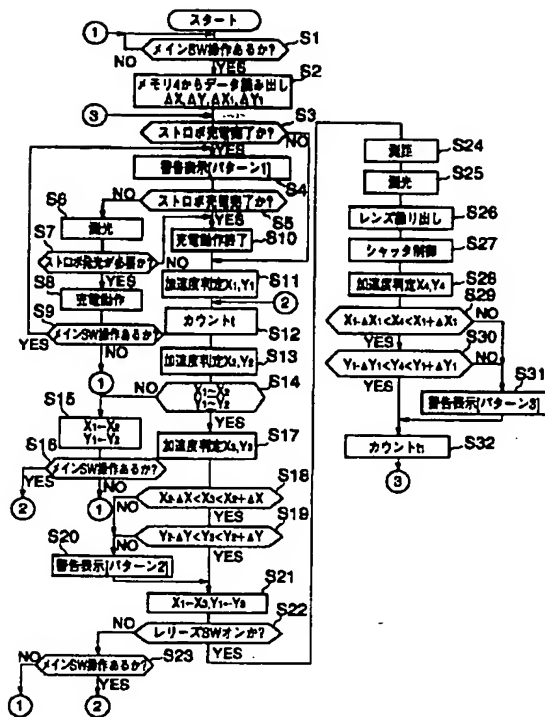 スタート
①
メインSW操作あるか?
S1
NO
YES
S2
メモリ4からデータ読み出し
ΔX,ΔY,ΔX₁,ΔY₁
③
S3
ストロボ充電完了か?
YES
NO
警告表示[パターン1]
S4
NO
ストロボ充電完了か?
S5
YES
S6
測光
S10
充電動作終了
S7
ストロボ発光が必要か?
NO
YES
S8
充電動作
S11
加速度判定X₁,Y₁
②
S9
メインSW操作あるか?
YES
NO
①
カウントt
S12
加速度判定X₂,Y₂
S13
NO
X₁~X₂
Y₁~Y₂
S14
YES
S15
X₁←X₂
Y₁←Y₂
S17
加速度判定X₃,Y₃
S16
メインSW操作あるか?
YES
②
NO
①
X₂-ΔX<X₃<X₂+ΔX
S18
NO
YES
Y₂-ΔY<Y₃<Y₂+ΔY
S19
NO
YES
S20
警告表示[パターン2]
S21
X₁←X₃,Y₁←Y₃
S22
NO
レリーズSWオンか?
YES
NO
メインSW操作あるか?
S23
YES
①
②
S24
測距
S25
測光
S26
レンズ繰り出し
S27
シャッタ制御
S28
加速度判定X₄,Y₄
S29
X₁-ΔX₁<X₄<X₁+ΔX₁
NO
YES
S30
Y₁-ΔY₁<Y₄<Y₁+ΔY₁
NO
YES
S31
警告表示[パターン3]
カウントt₁
S32
③